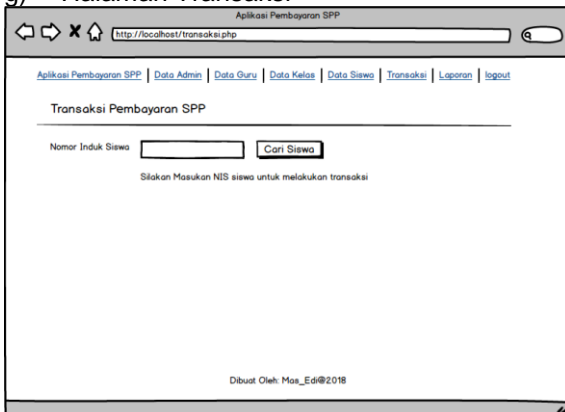 g) Halaman Transaksi
Aplikasi Pembayaran SPP
http://localhost/transaksi.php
Aplikasi Pembayaran SPP | Data Admin | Data Guru | Data Kelas | Data Siswa | Transaksi | Laporan | logout
Transaksi Pembayaran SPP
Nomor Induk Siswa
Cari Siswa
Silakan Masukan NIS siswa untuk melakukan transaksi
Dibuat Oleh: Mas_Edi@2018